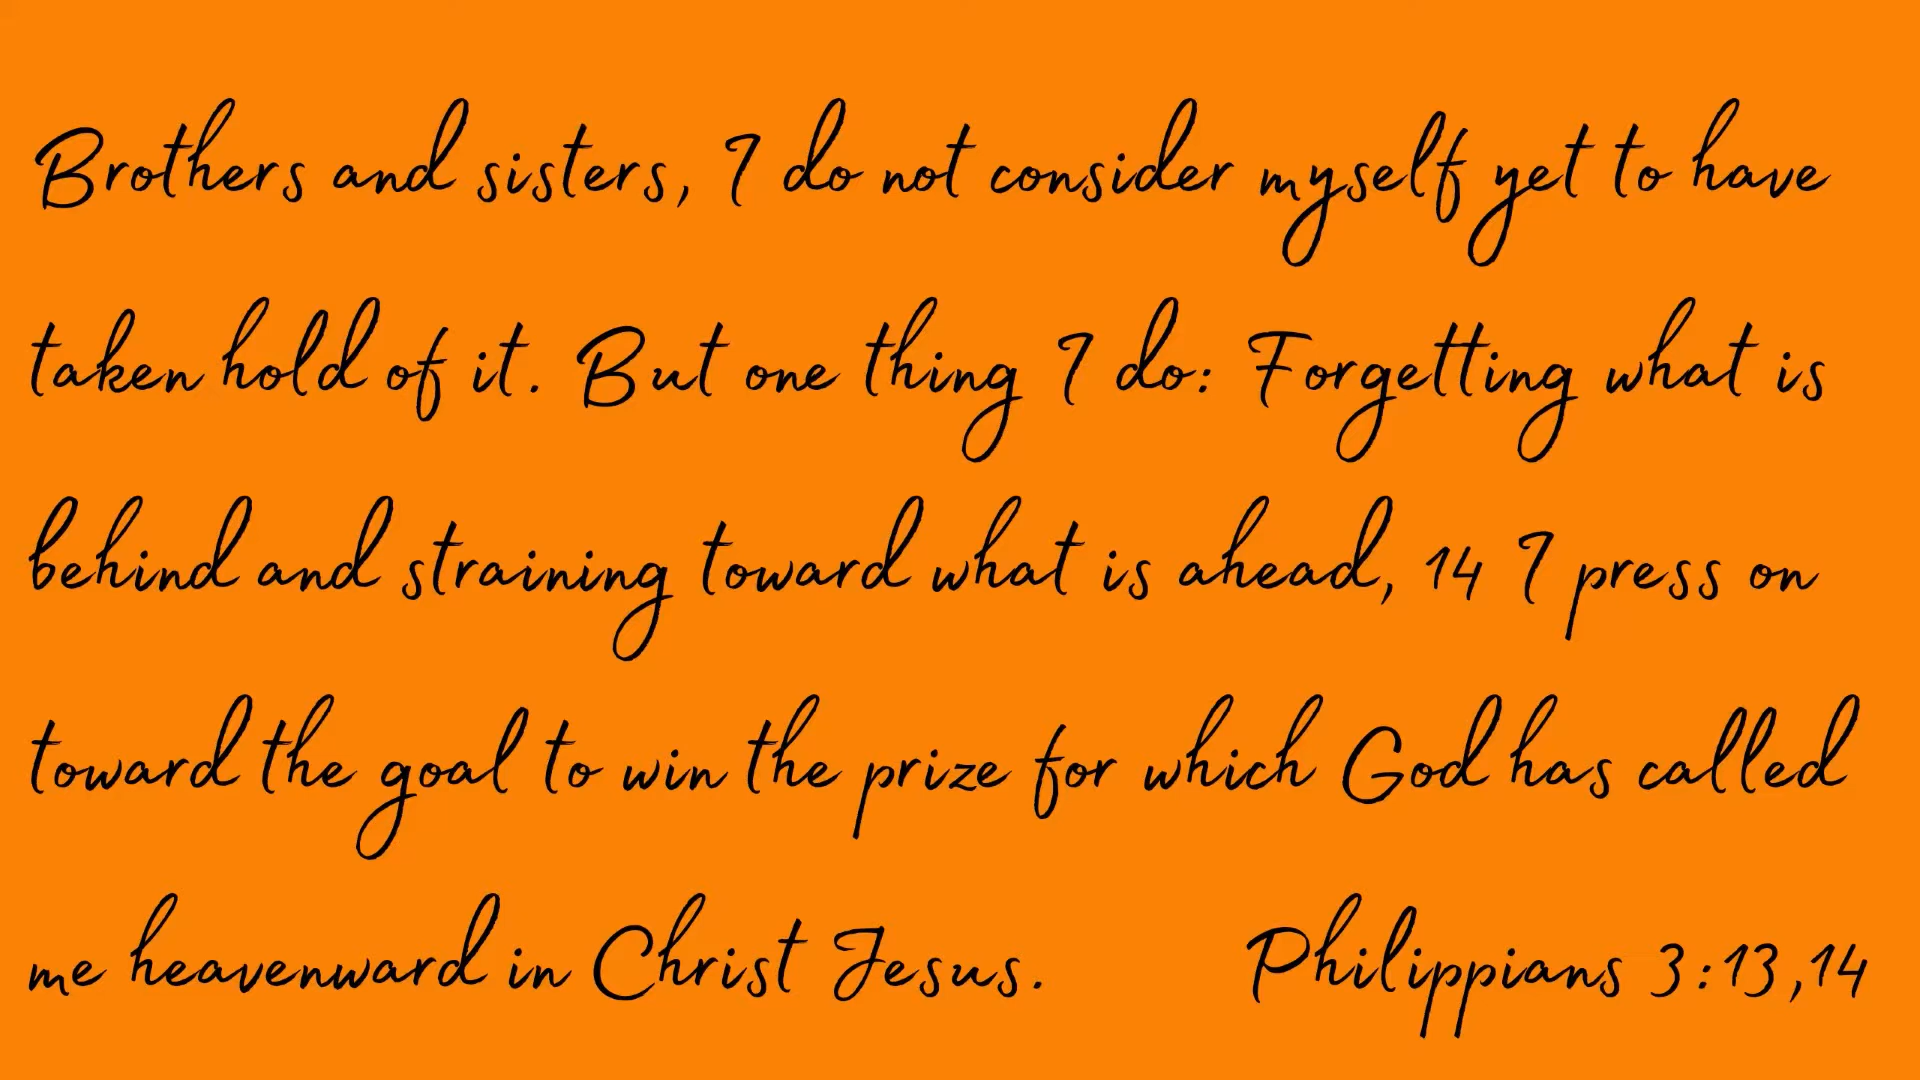 Brothers and sisters, I do not consider myself yet to have
taken hold of it. But one thing I do: Forgetting what is
behind and straining toward what is ahead, 14 I press on
toward the goal to win the prize for which God has called
me heavenward in Christ Jesus. Philippians 3:13,14